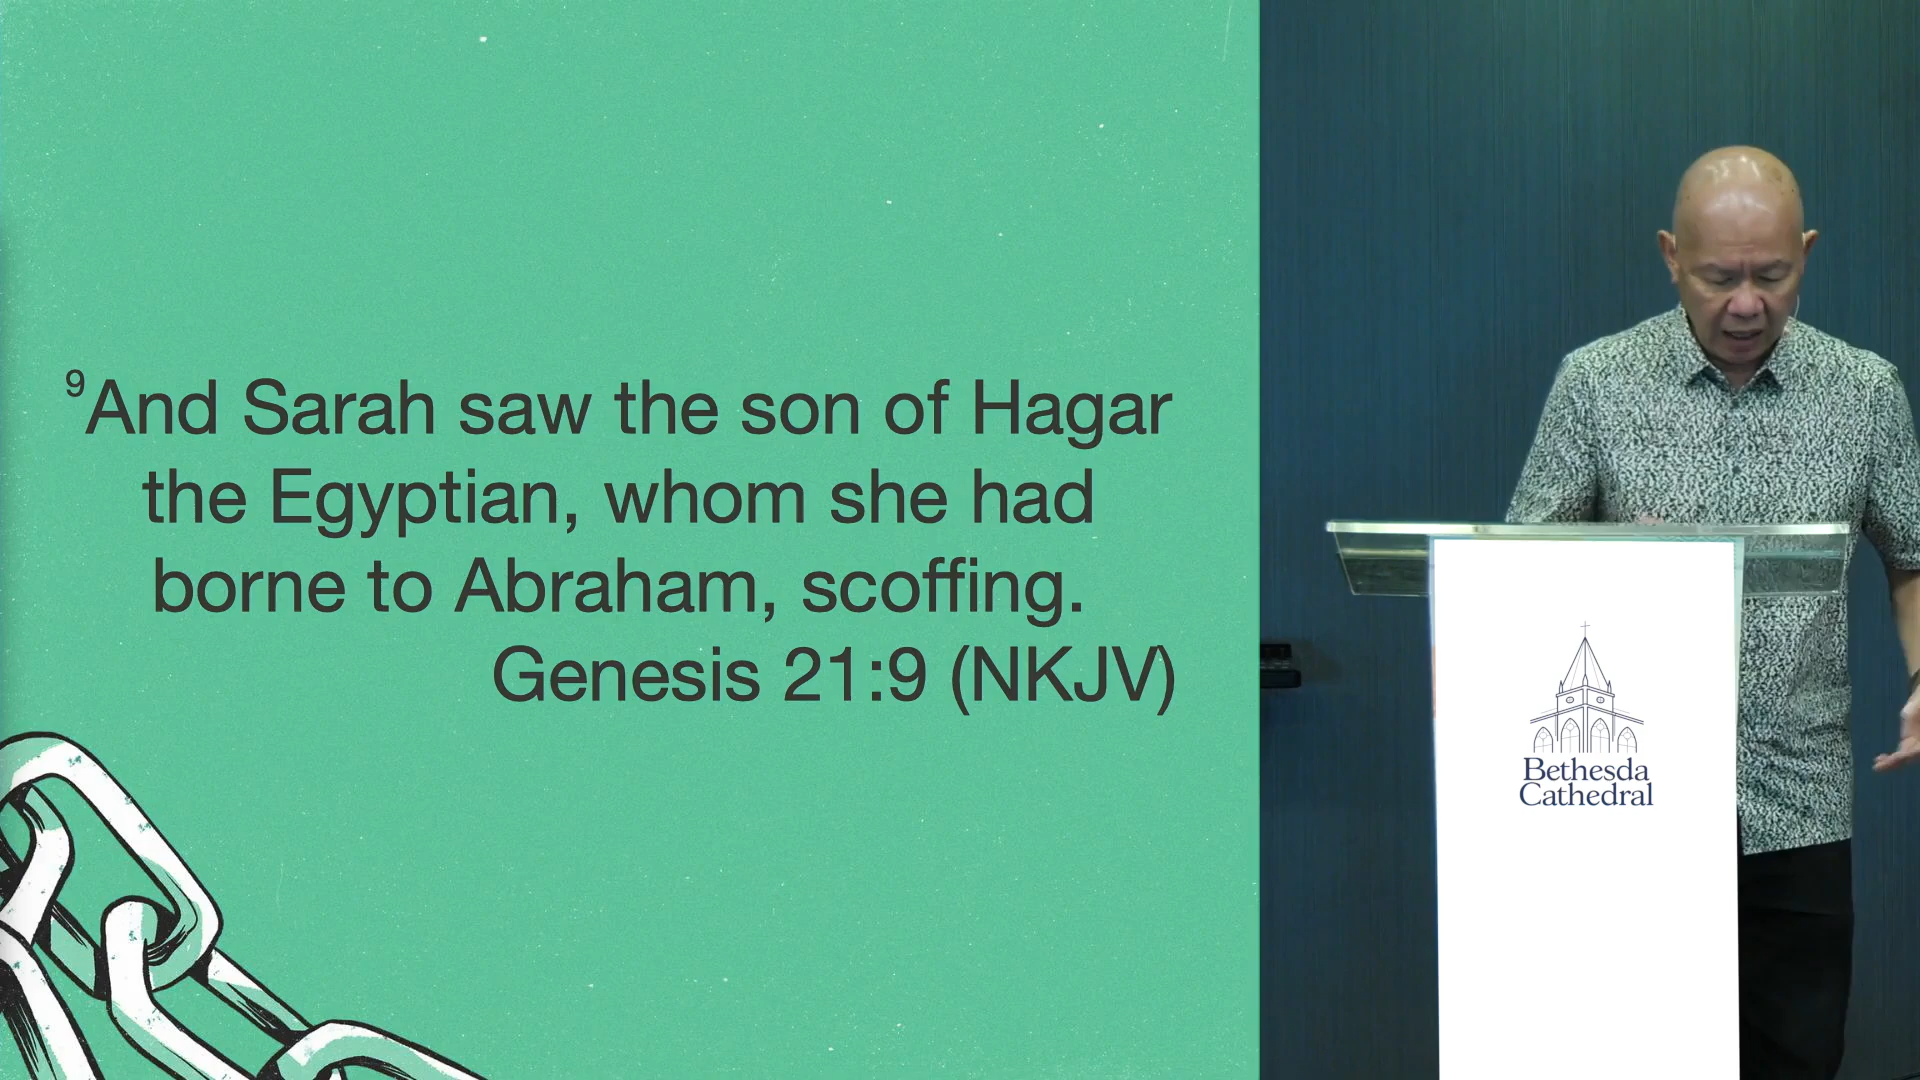 ⁹And Sarah saw the son of Hagar
the Egyptian, whom she had
borne to Abraham, scoffing.
Genesis 21:9 (NKJV)
Bethesda
Cathedral